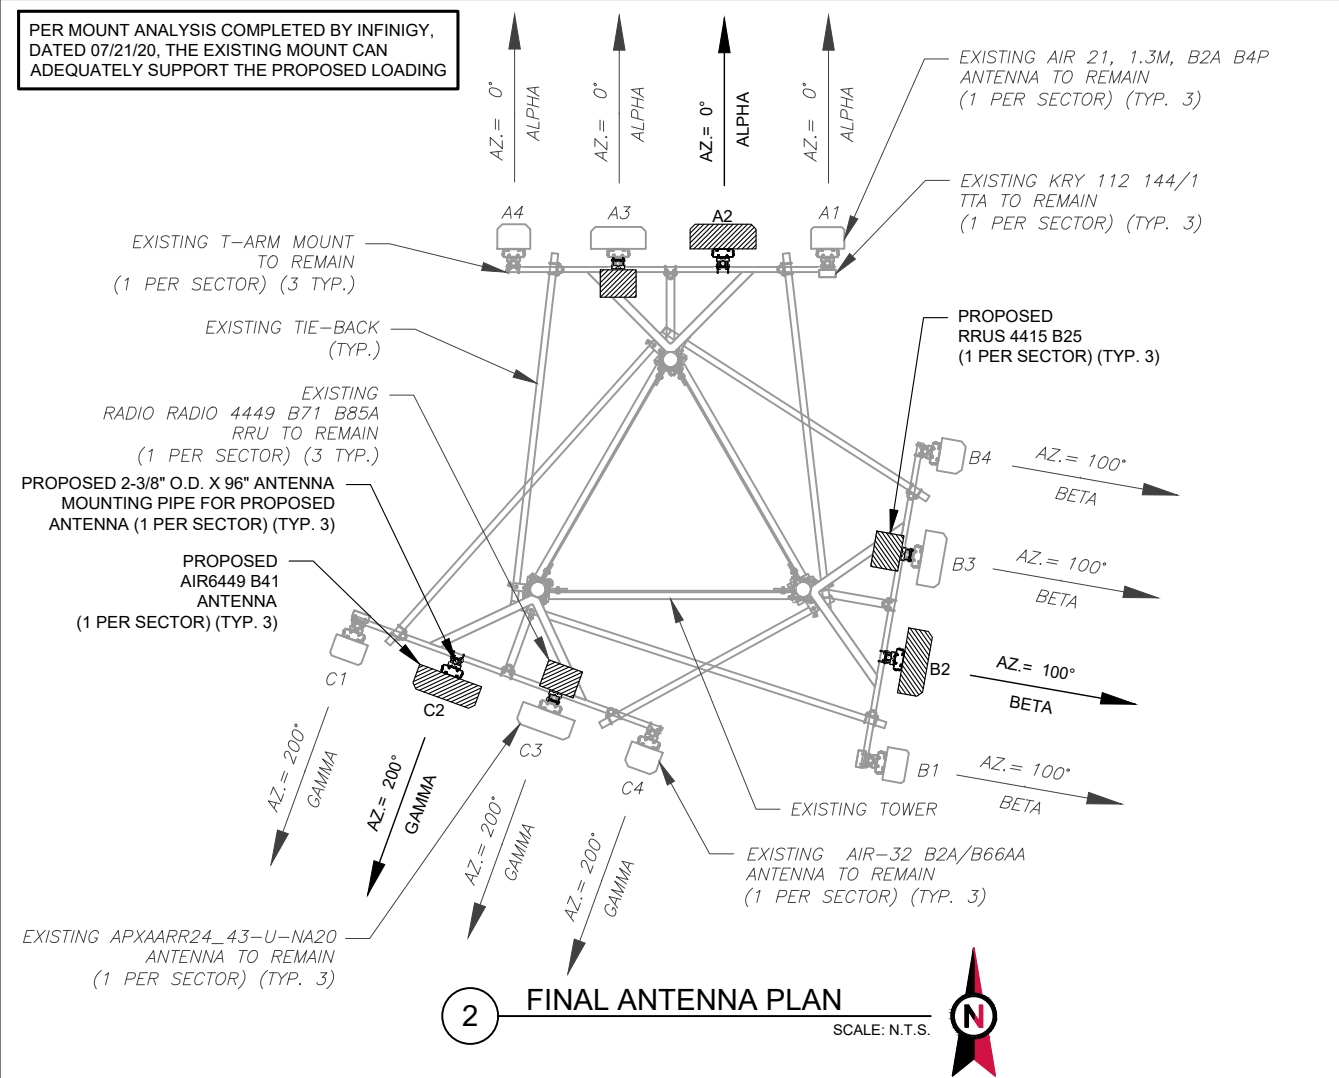 PER MOUNT ANALYSIS COMPLETED BY INFINIGY,
DATED 07/21/20, THE EXISTING MOUNT CAN
ADEQUATELY SUPPORT THE PROPOSED LOADING
AZ.= 0°
ALPHA
AZ.= 0°
ALPHA
AZ.= 0°
ALPHA
AZ.= 0°
ALPHA
EXISTING AIR 21, 1.3M, B2A B4P
ANTENNA TO REMAIN
(1 PER SECTOR) (TYP. 3)
EXISTING KRY 112 144/1
TTA TO REMAIN
(1 PER SECTOR) (TYP. 3)
A4
A3
A2
A1
EXISTING T-ARM MOUNT
TO REMAIN
(1 PER SECTOR) (3 TYP.)
EXISTING TIE-BACK
(TYP.)
PROPOSED
RRUS 4415 B25
(1 PER SECTOR) (TYP. 3)
EXISTING
RADIO RADIO 4449 B71 B85A
RRU TO REMAIN
(1 PER SECTOR) (3 TYP.)
PROPOSED 2-3/8" O.D. X 96" ANTENNA
MOUNTING PIPE FOR PROPOSED
ANTENNA (1 PER SECTOR) (TYP. 3)
PROPOSED
AIR6449 B41
ANTENNA
(1 PER SECTOR) (TYP. 3)
B4
AZ.= 100°
BETA
B3
AZ.= 100°
BETA
B2
AZ.= 100°
BETA
B1
AZ.= 100°
BETA
C1
C2
C3
C4
AZ.= 200°
GAMMA
AZ.= 200°
GAMMA
AZ.= 200°
GAMMA
AZ.= 200°
GAMMA
EXISTING TOWER
EXISTING AIR-32 B2A/B66AA
ANTENNA TO REMAIN
(1 PER SECTOR) (TYP. 3)
EXISTING APXAARR24_43-U-NA20
ANTENNA TO REMAIN
(1 PER SECTOR) (TYP. 3)
2
FINAL ANTENNA PLAN
SCALE: N.T.S.
N